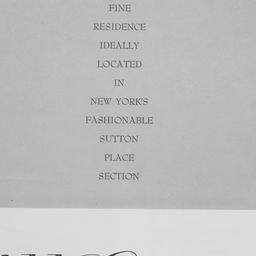 FINE
RESIDENCE
IDEALLY
LOCATED
IN
NEW YORK'S
FASHIONABLE
SUTTON
PLACE
SECTION